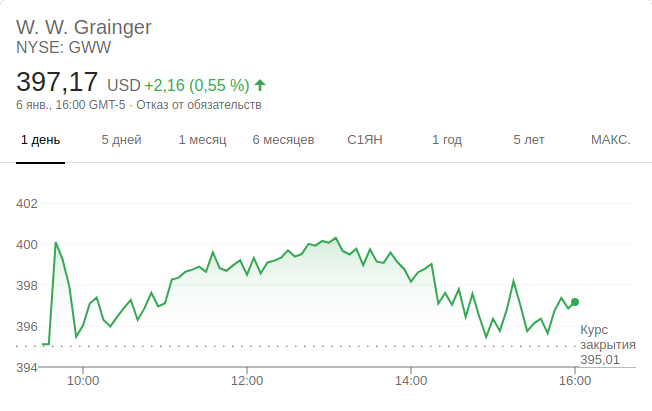 W. W. Grainger
NYSE: GWW
397,17 USD +2,16 (0,55 %)
6 янв., 16:00 GMT-5 · Отказ от обязательств
1 день 5 дней 1 месяц 6 месяцев С1ЯН 1 год 5 лет МАКС.
402
400
398
396
394
Курс
закрытия
395,01
10:00 12:00 14:00 16:00